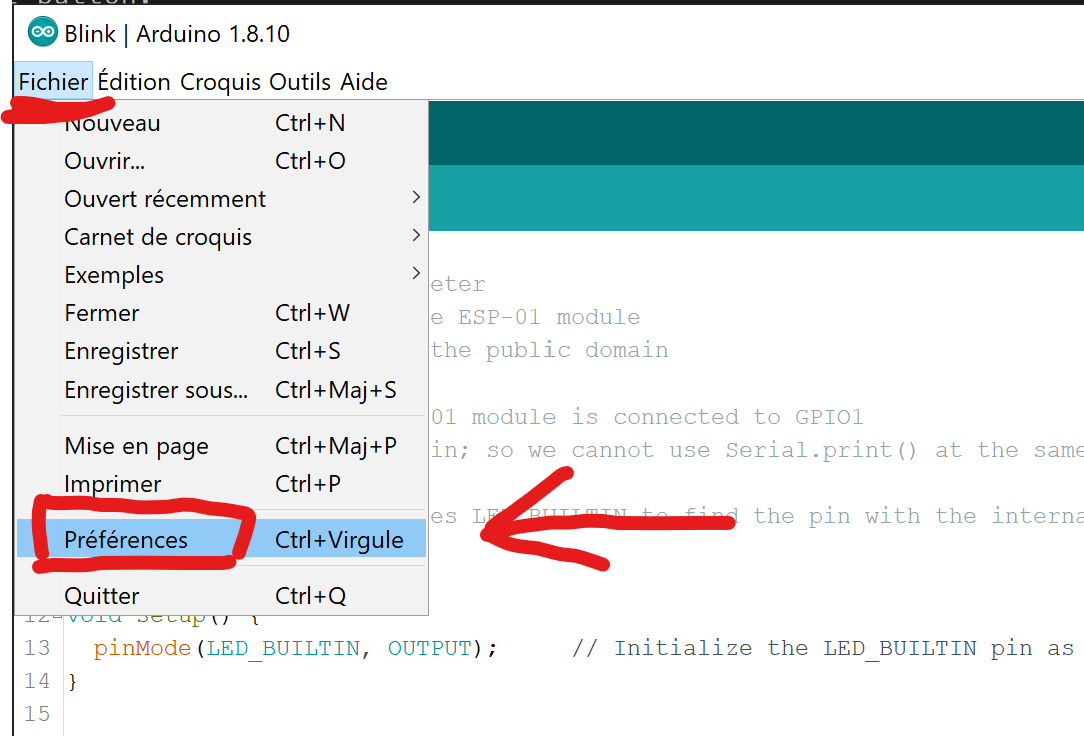 button.
Blink | Arduino 1.8.10
Fichier Édition Croquis Outils Aide
Nouveau Ctrl+N
Ouvrir... Ctrl+O
Ouvert récemment
Carnet de croquis
Exemples
eter
Fermer Ctrl+W
e ESP-01 module
Enregistrer Ctrl+S
the public domain
Enregistrer sous... Ctrl+Maj+S
01 module is connected to GPIO1
Mise en page Ctrl+Maj+P
in; so we cannot use Serial.print() at the same
Imprimer Ctrl+P
es LED_BUILTIN to find the pin with the interna
Préférences Ctrl+Virgule
Quitter Ctrl+Q
12 void setup() {
13 pinMode(LED_BUILTIN, OUTPUT); // Initialize the LED_BUILTIN pin as
14 }
15